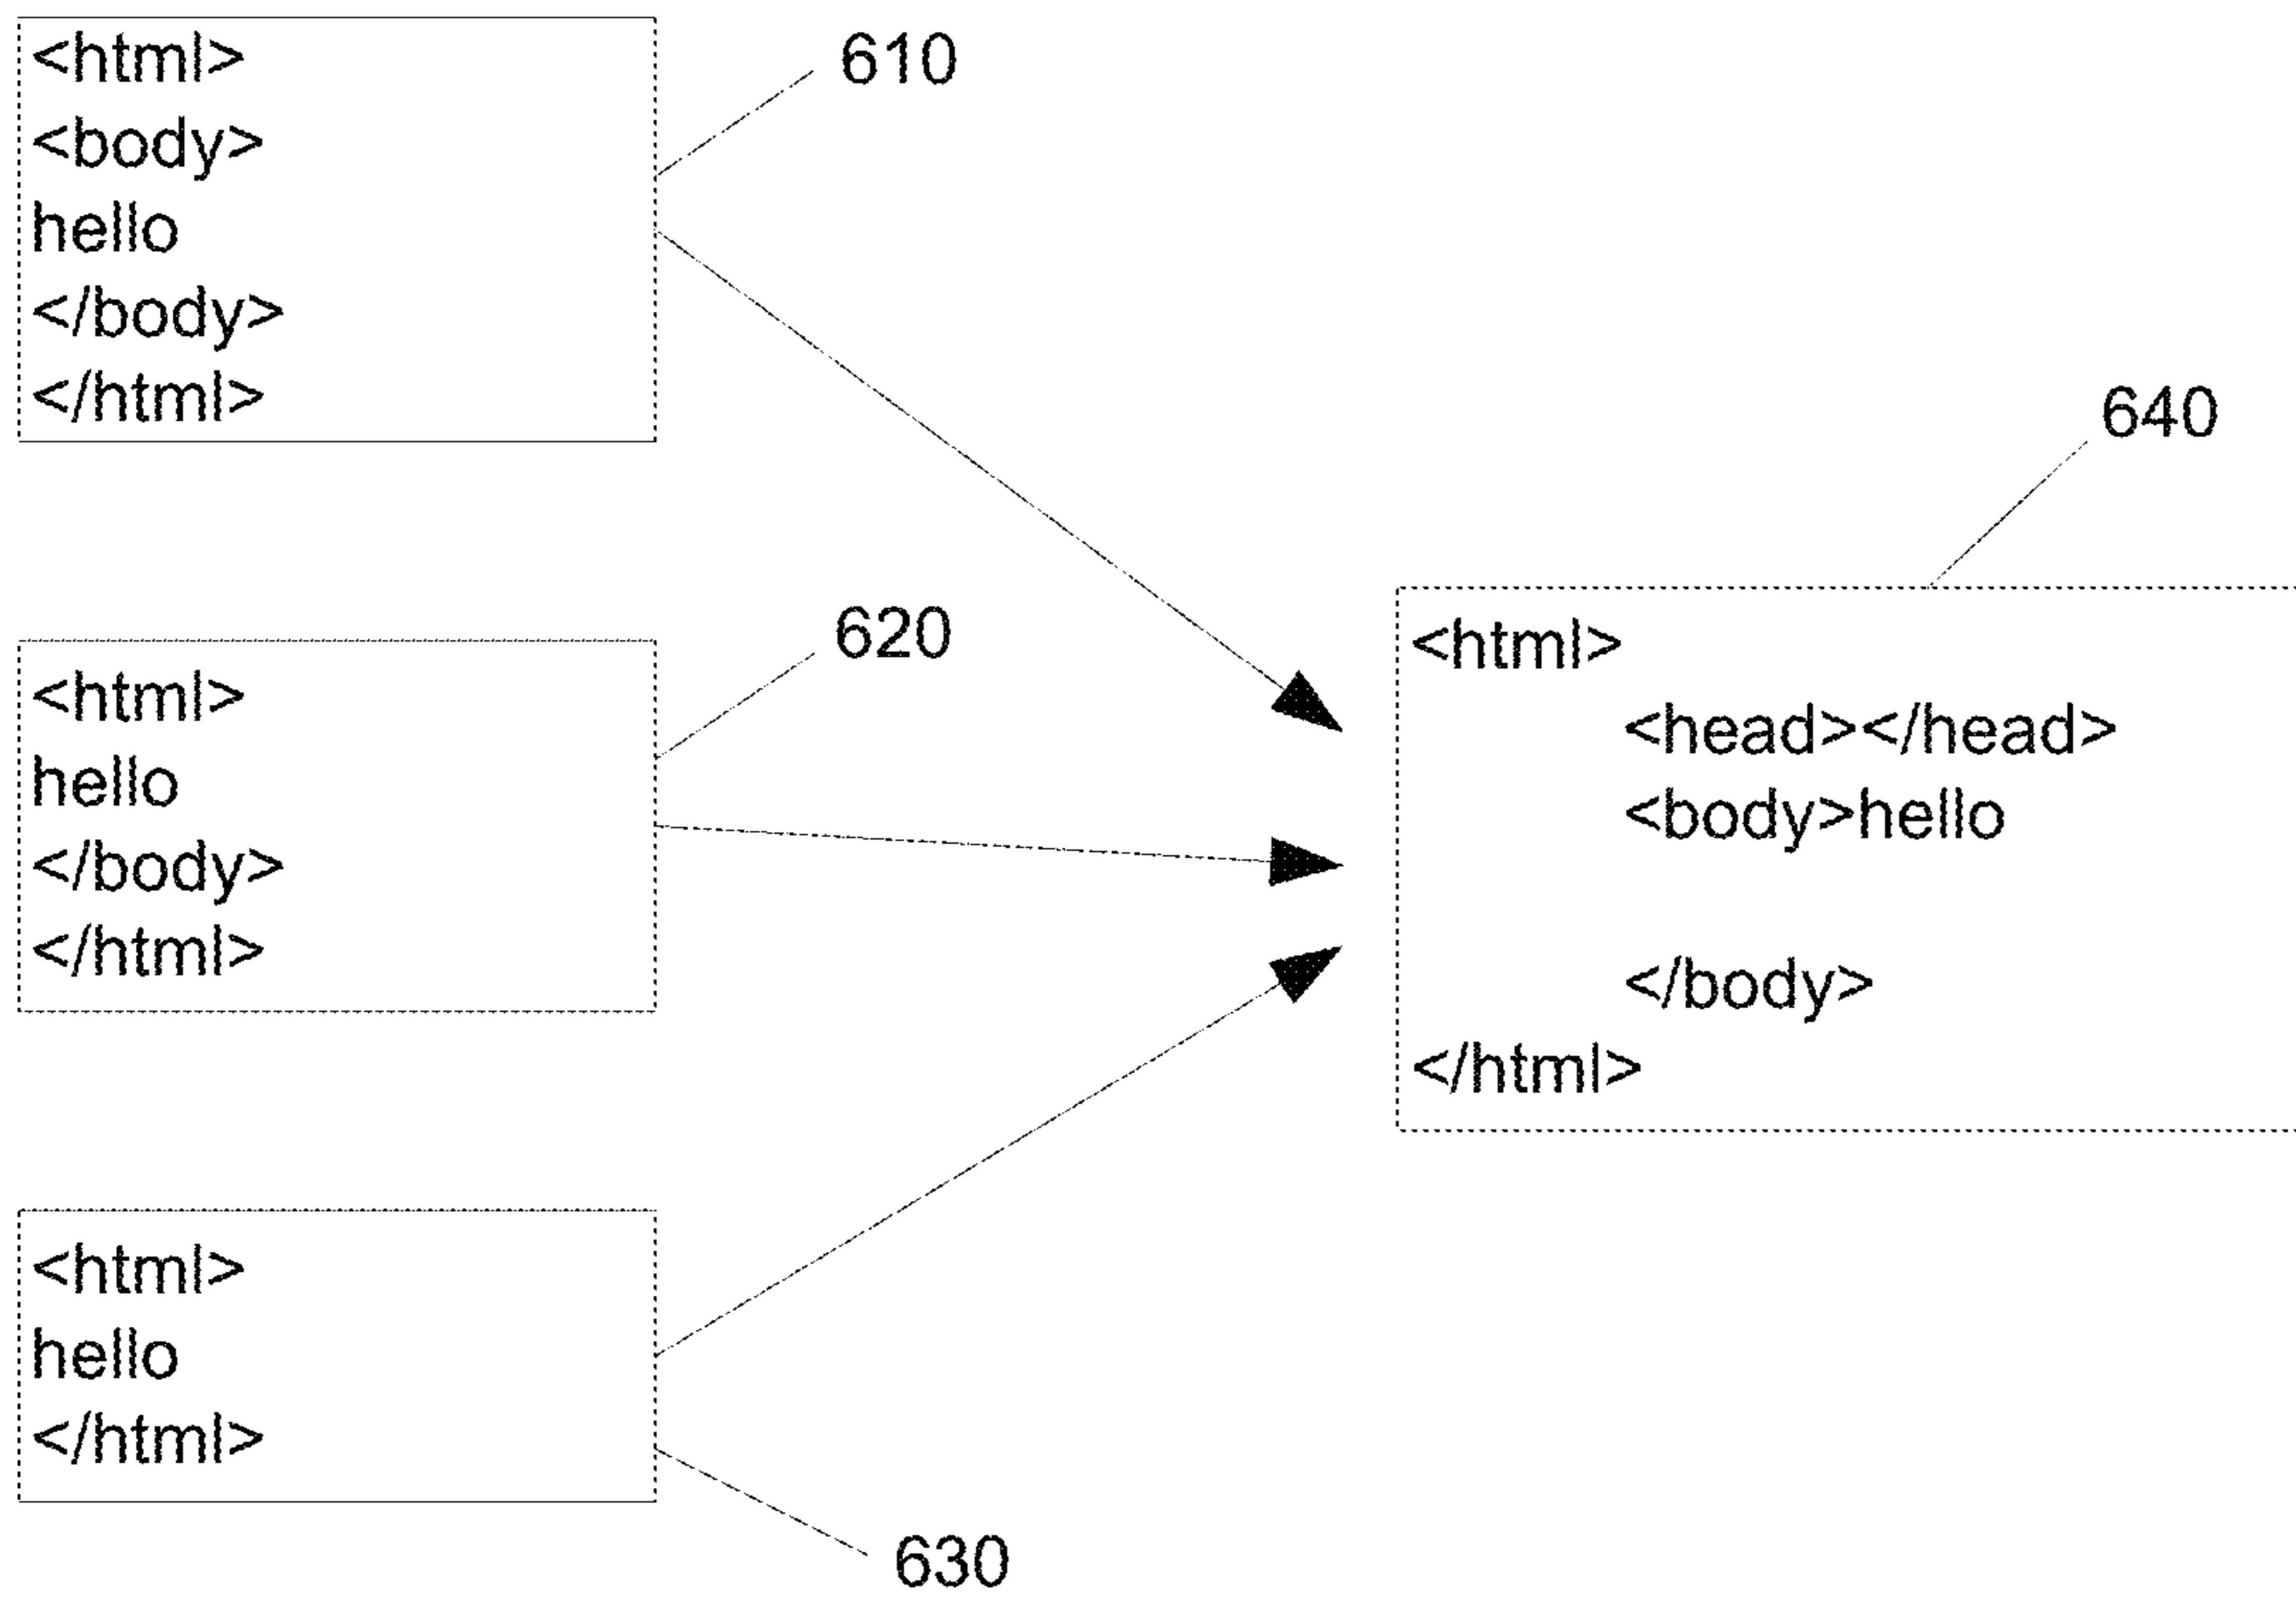 <html>
<body>
hello
</body>
</html>
610
<html>
hello
</body>
</html>
620
<html>
hello
</html>
630
640
<html>
<head></head>
<body>hello
</body>
</html>